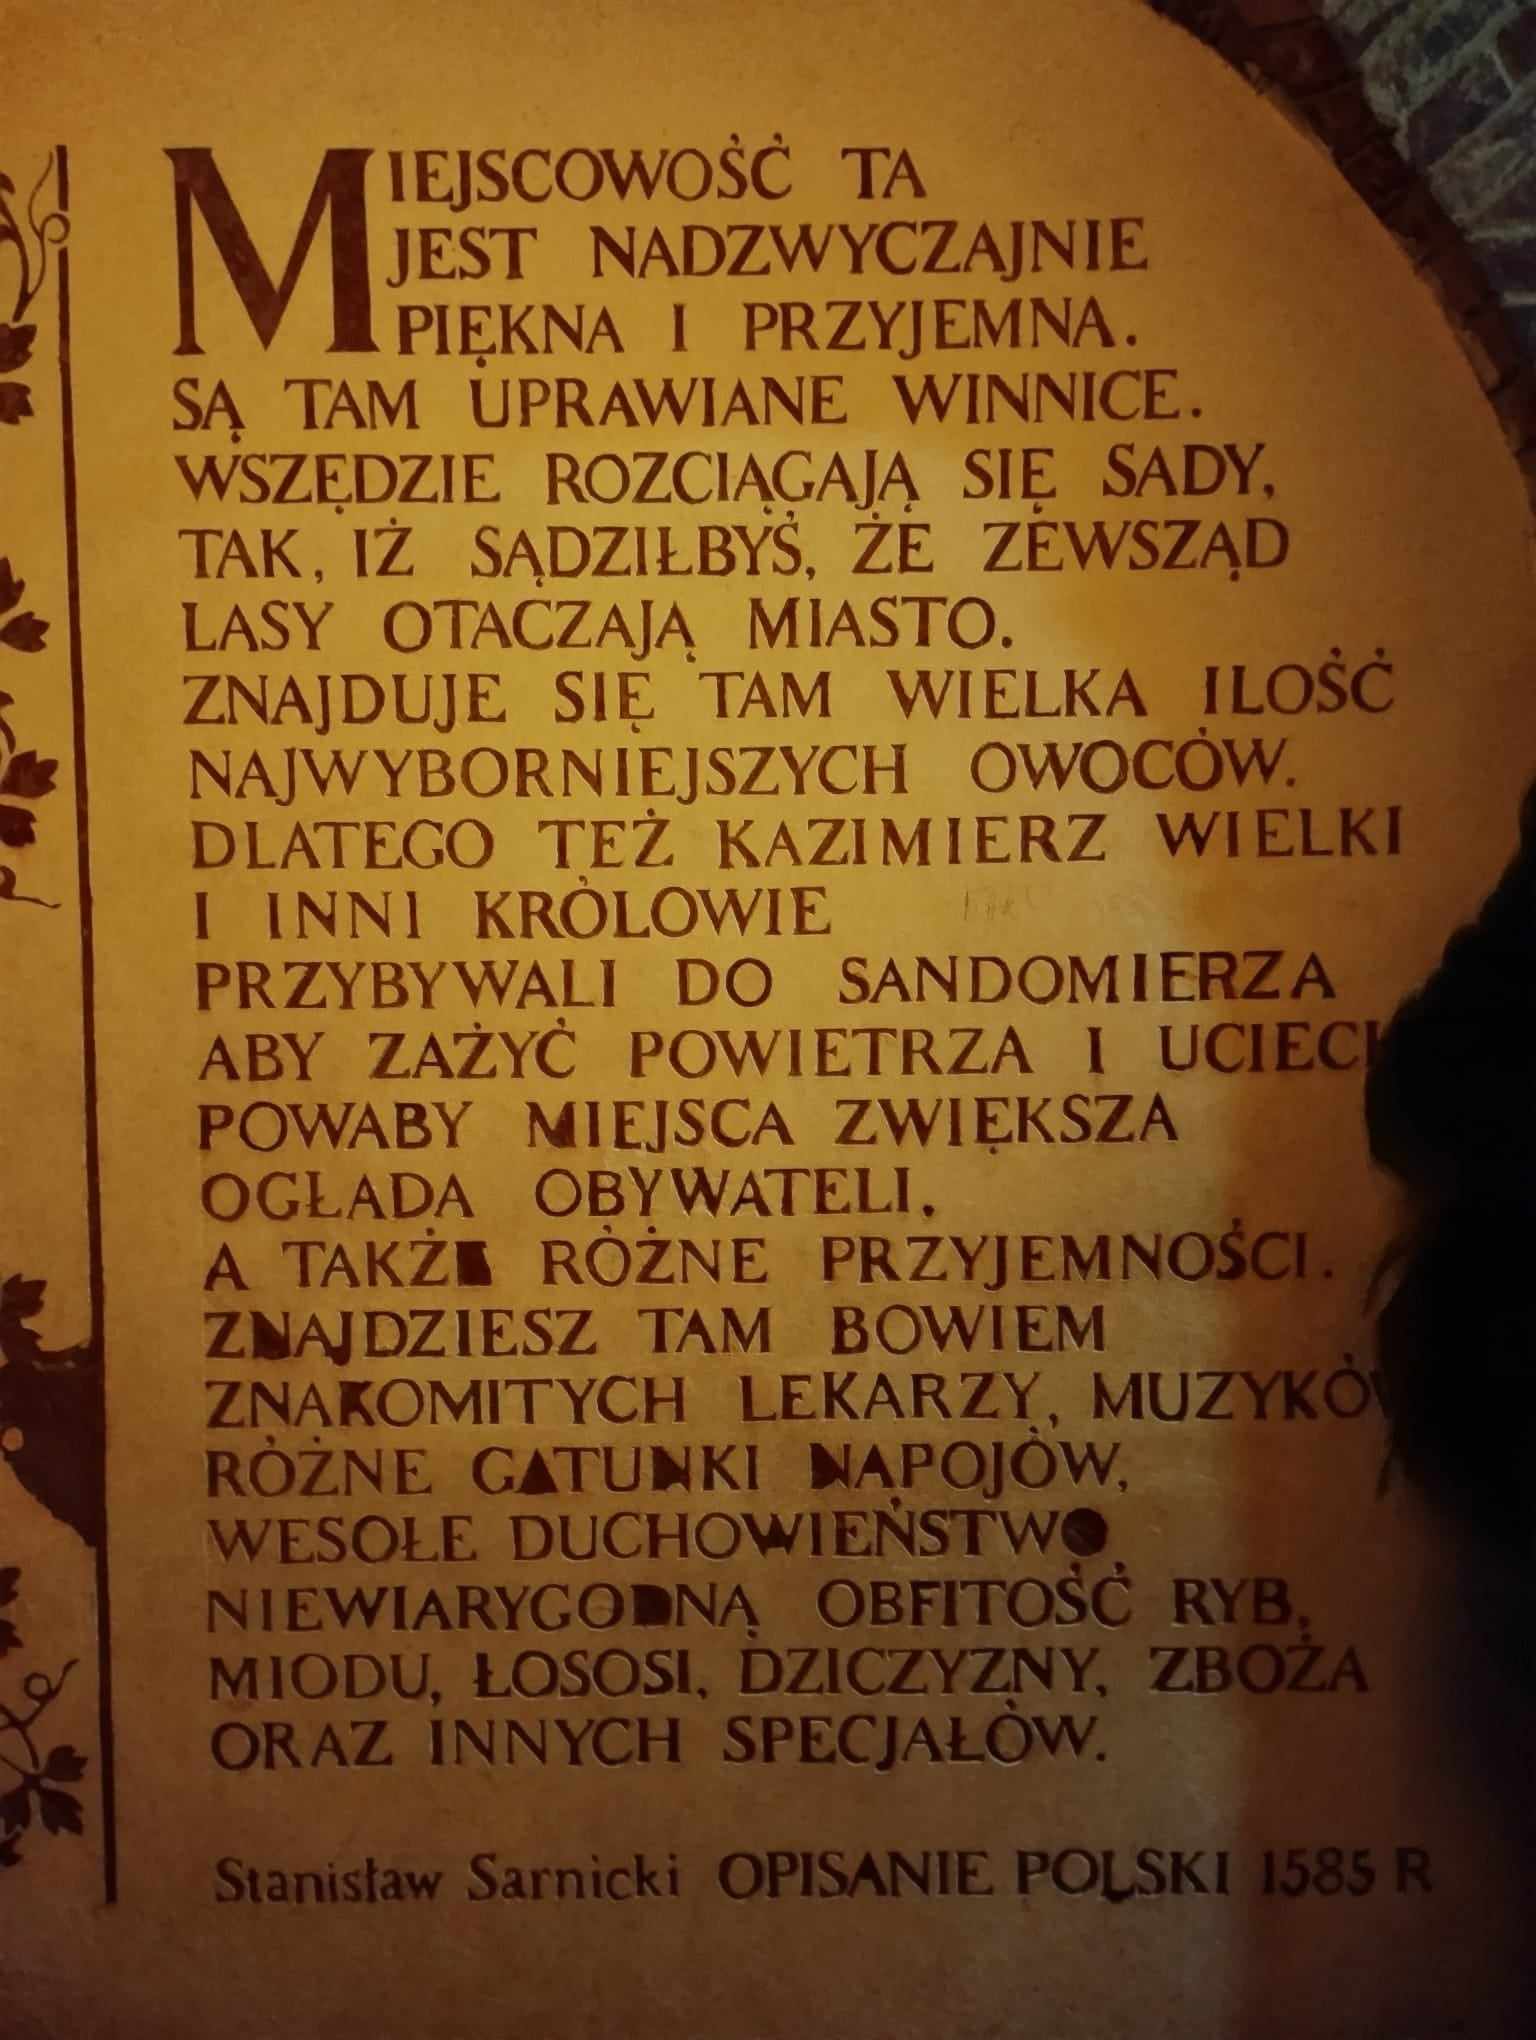 MIEJSCOWOŚĆ TA
JEST NADZWYCZAJNIE
PIĘKNA I PRZYJEMNA.
SĄ TAM UPRAWIANE WINNICE.
WSZĘDZIE ROZCIĄGAJĄ SIĘ SADY,
TAK, IŻ SĄDZIŁBYŚ, ŻE ZEWSZĄD
LASY OTACZAJĄ MIASTO.
ZNAJDUJE SIĘ TAM WIELKA ILOŚĆ
NAJWYBORNIEJSZYCH OWOCÓW.
DLATEGO TEŻ KAZIMIERZ WIELKI
I INNI KRÓLOWIE
PRZYBYWALI DO SANDOMIERZA
ABY ZAŻYĆ POWIETRZA I
POWABY MIEJSCA ZWIĘKSZA
OGŁADA OBYWATELI,
A TAKŻE RÓŻNE PRZYJEMNOŚCI.
ZNAJDZIESZ TAM BOWIEM
ZNAKOMITYCH LEKARZY, MUZYKÓW
RÓŻNE GATUNKI NAPOJÓW,
WESOŁE DUCHOWIEŃSTWO,
NIEWIARYGODNĄ OBFITOŚĆ RYB,
MIODU, ŁOSOSI, DZICZYZNY, ZBOŻA
ORAZ INNYCH SPECJAŁÓW.
Stanisław Sarnicki OPISANIE POLSKI 1585 R